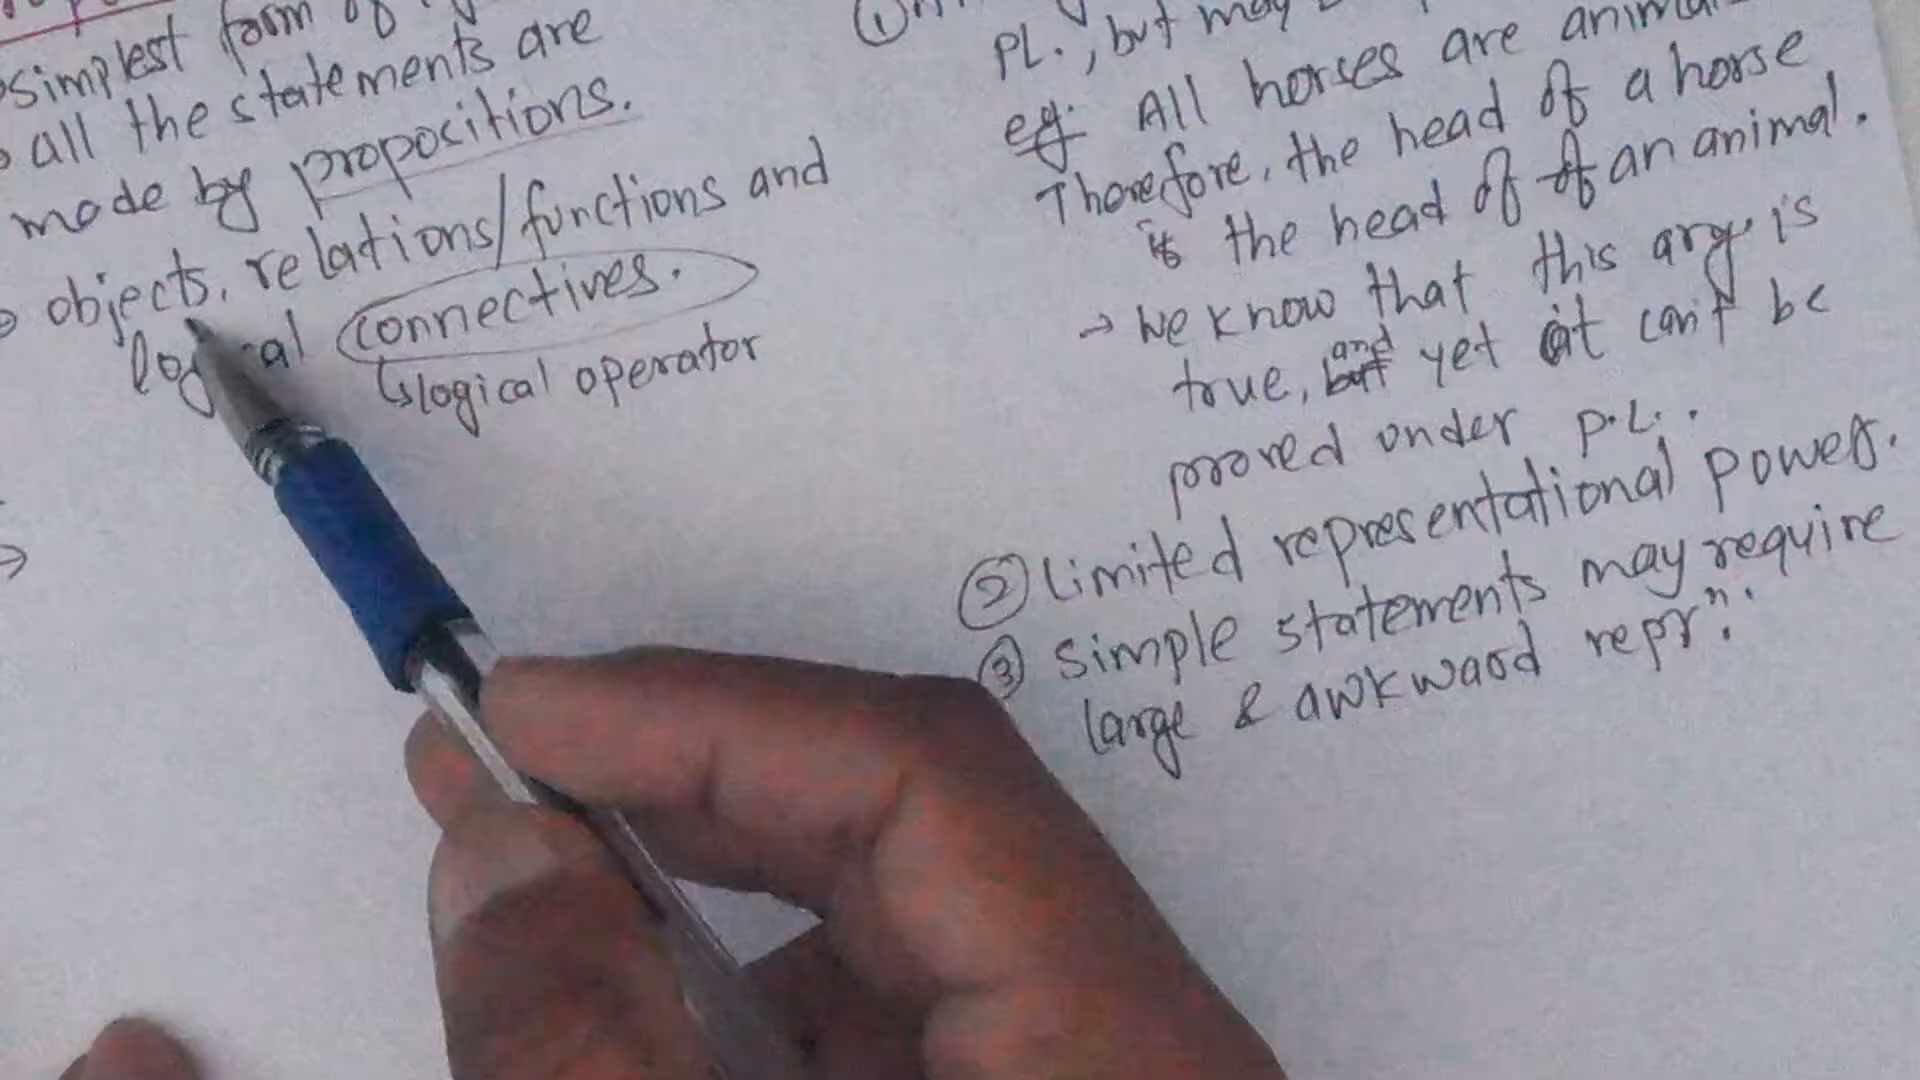 simplest form of
all the statements are
made by propositions.
objects, relations/functions and
logical connectives.
↳logical operator
①
PL., but may
eg. All horses are
Therefore, the head of a horse
is the head of of an animal.
→ we know that this arg. is
true, but and yet it can't be
proved under P.L..
② Limited representational power.
③ simple statements may require
large & awkward reprⁿ.